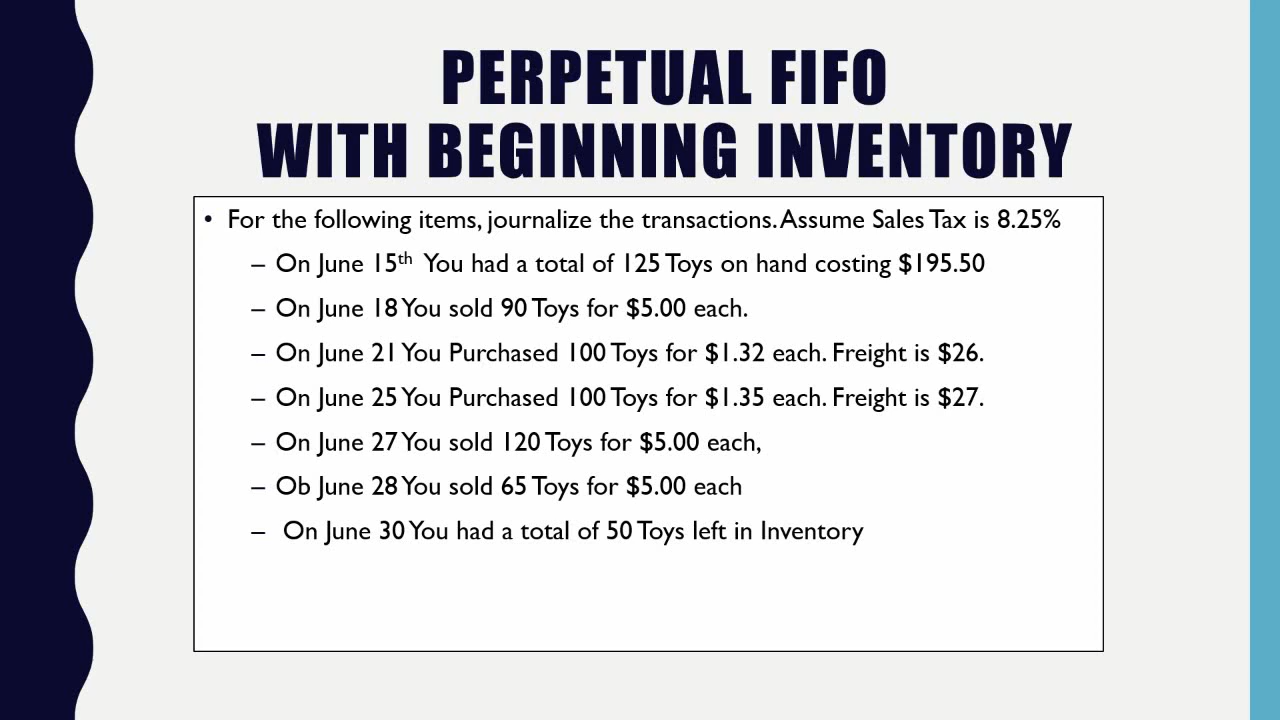 PERPETUAL FIFO
WITH BEGINNING INVENTORY
• For the following items, journalize the transactions. Assume Sales Tax is 8.25%
– On June 15th You had a total of 125 Toys on hand costing $195.50
– On June 18 You sold 90 Toys for $5.00 each.
– On June 21 You Purchased 100 Toys for $1.32 each. Freight is $26.
– On June 25 You Purchased 100 Toys for $1.35 each. Freight is $27.
– On June 27 You sold 120 Toys for $5.00 each,
– Ob June 28 You sold 65 Toys for $5.00 each
– On June 30 You had a total of 50 Toys left in Inventory